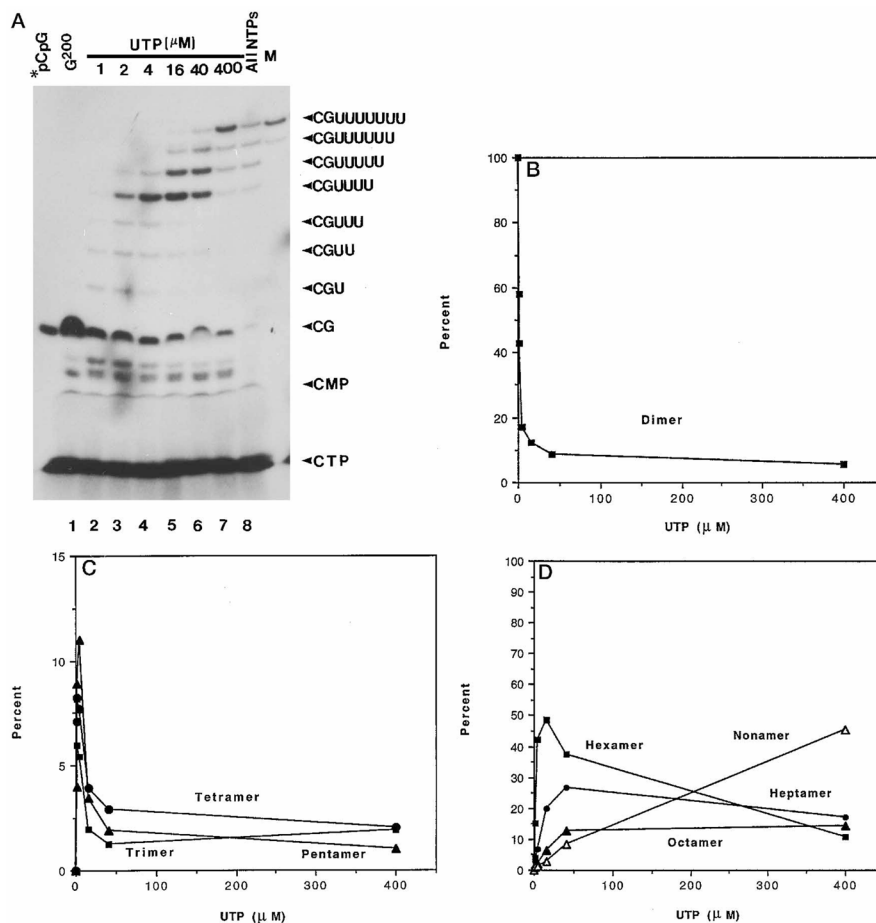 A
*pCpG
G200
UTP (μM)
1 2 4 16 40 400
All NTPs
M
CGUUUUUUU
CGUUUUUU
CGUUUUU
CGUUUU
CGUUU
CGUU
CGU
CG
CMP
CTP
1 2 3 4 5 6 7 8
B
Percent
100
80
60
40
20
0
Dimer
0 100 200 300 400
UTP (μ M)
C
Percent
15
10
5
0
Tetramer
Trimer
Pentamer
0 100 200 300 400
UTP (μ M)
D
Percent
100
90
80
70
60
50
40
30
20
10
0
Hexamer
Nonamer
Heptamer
Octamer
0 100 200 300 400
UTP (μ M)